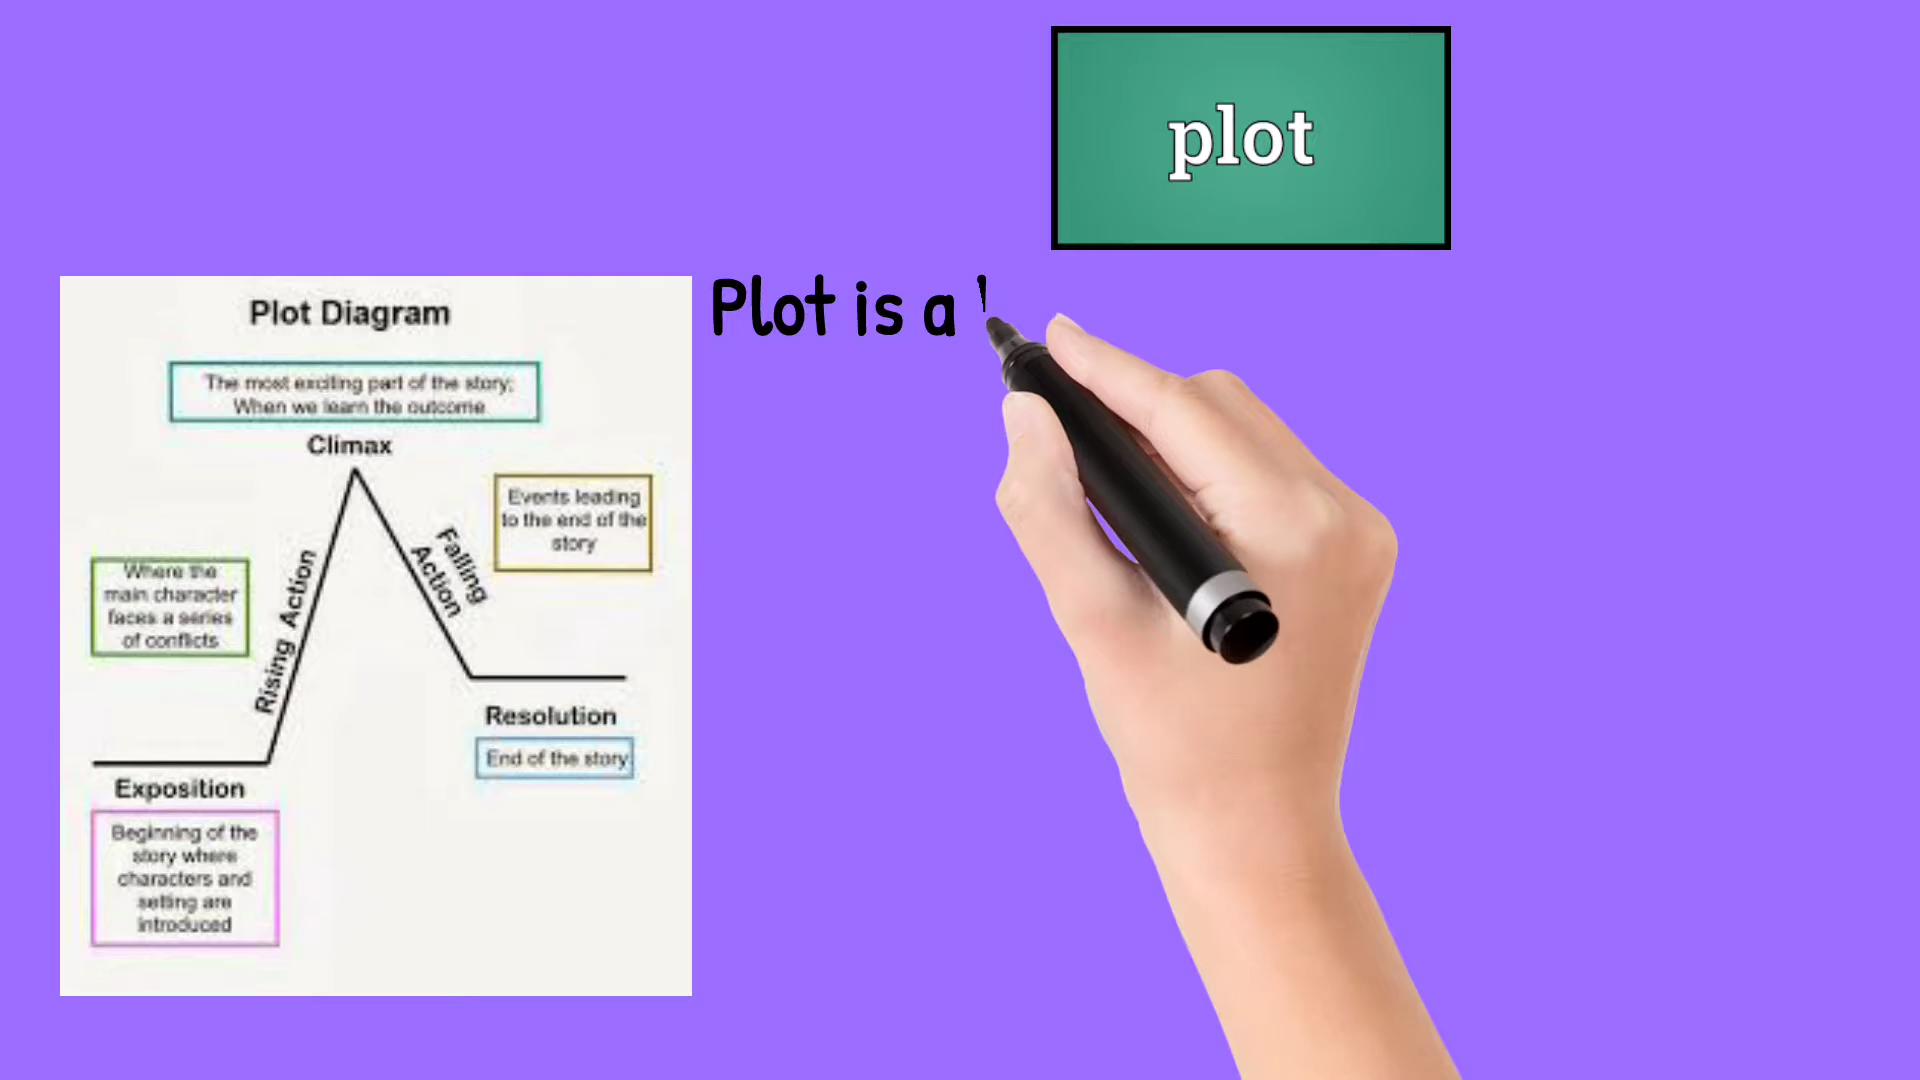 plot
Plot is a
Plot Diagram
The most exciting part of the story;
When we learn the outcome
Climax
Events leading
to the end of the
story
Falling
Action
Where the
main character
faces a series
of conflicts
Rising Action
Resolution
End of the story
Exposition
Beginning of the
story where
characters and
setting are
introduced